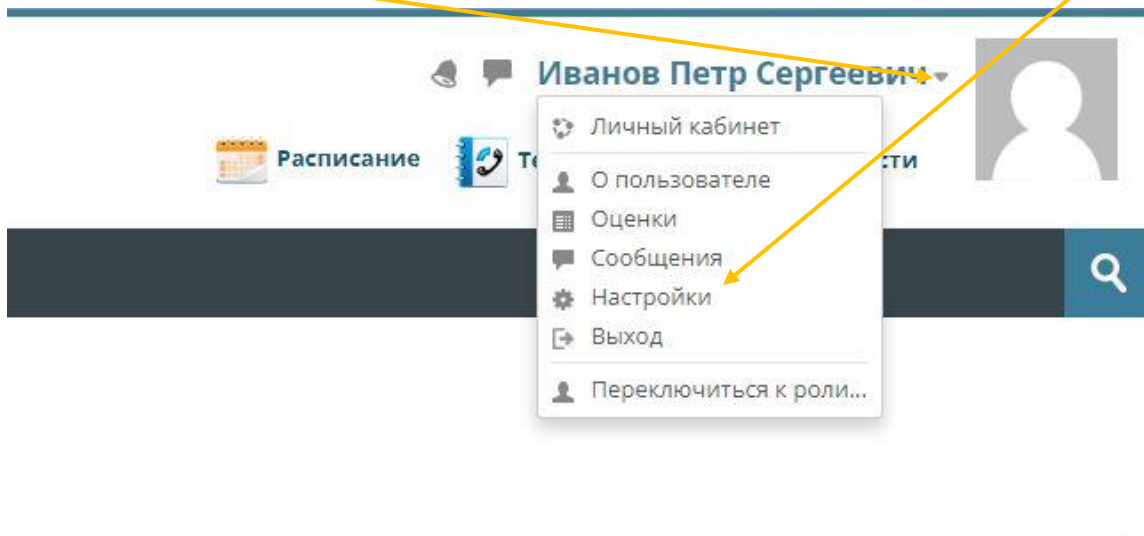 Иванов Петр Сергеевич
Личный кабинет
Расписание
О пользователе
Оценки
Сообщения
Настройки
Выход
Переключиться к роли...